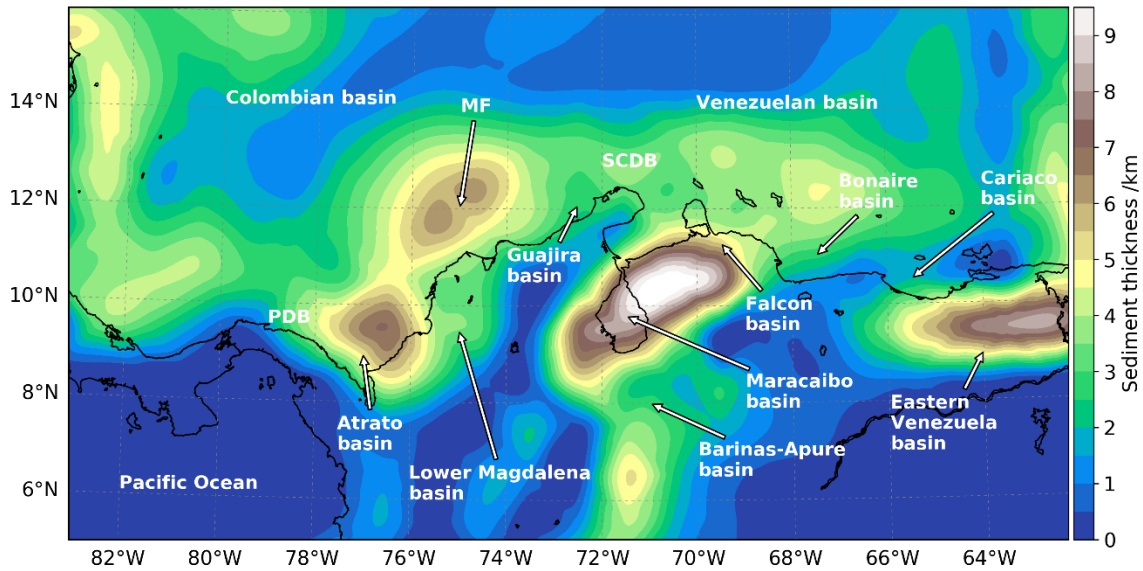 14°N
12°N
10°N
8°N
6°N
82°W
80°W
78°W
76°W
74°W
72°W
70°W
68°W
66°W
64°W
Colombian basin
MF
Venezuelan basin
SCDB
Cariaco
basin
Bonaire
basin
Guajira
basin
PDB
Falcon
basin
Maracaibo
basin
Atrato
basin
Eastern
Venezuela
basin
Barinas-Apure
basin
Lower Magdalena
basin
Pacific Ocean
9
8
7
6
5
4
3
2
1
0
Sediment thickness /km